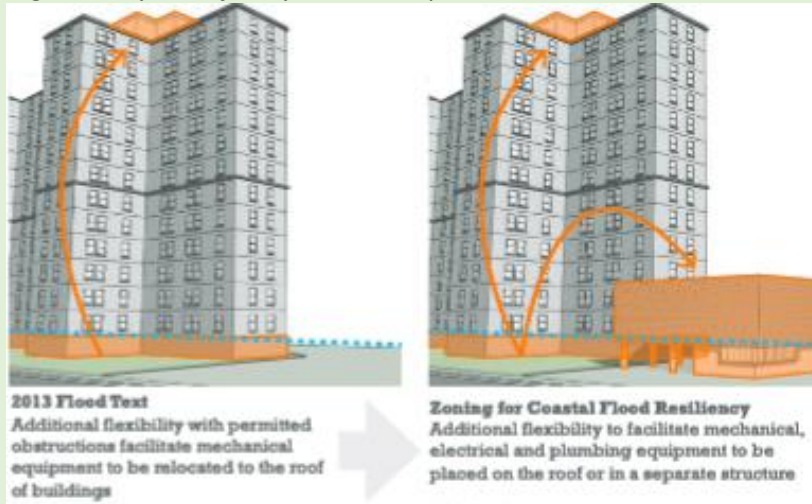 2013 Flood Text
Additional flexibility with permitted
obstructions facilitate mechanical
equipment to be relocated to the roof
of buildings
Zoning for Coastal Flood Resiliency
Additional flexibility to facilitate mechanical,
electrical and plumbing equipment to be
placed on the roof or in a separate structure